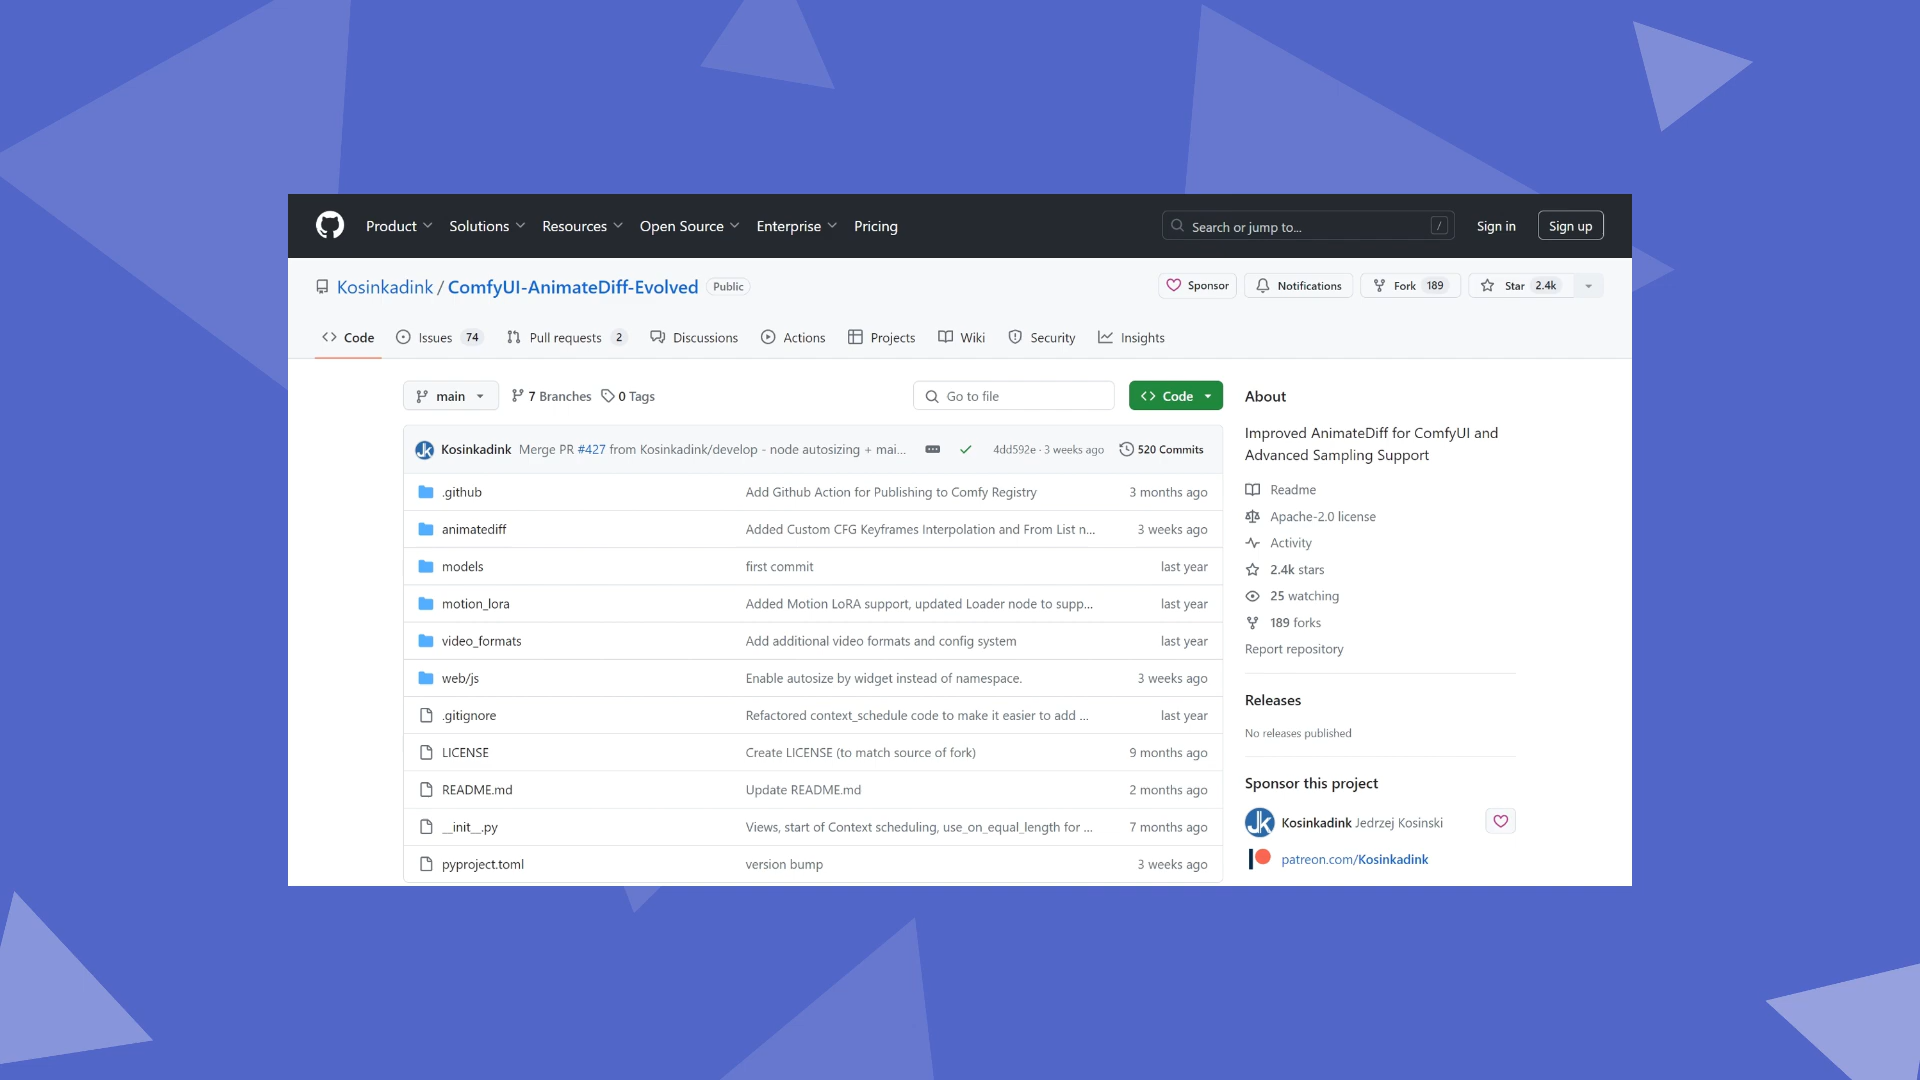 Product Solutions Resources Open Source Enterprise Pricing Search or jump to... / Sign in Sign up
Kosinkadink / ComfyUI-AnimateDiff-Evolved Public Sponsor Notifications Fork 189 Star 2.4k
Code Issues 74 Pull requests 2 Discussions Actions Projects Wiki Security Insights
main 7 Branches 0 Tags Go to file Code
Kosinkadink Merge PR #427 from Kosinkadink/develop - node autosizing + mai... 4dd592e · 3 weeks ago 520 Commits
.github Add Github Action for Publishing to Comfy Registry 3 months ago
animatediff Added Custom CFG Keyframes Interpolation and From List n... 3 weeks ago
models first commit last year
motion_lora Added Motion LoRA support, updated Loader node to supp... last year
video_formats Add additional video formats and config system last year
web/js Enable autosize by widget instead of namespace. 3 weeks ago
.gitignore Refactored context_schedule code to make it easier to add ... last year
LICENSE Create LICENSE (to match source of fork) 9 months ago
README.md Update README.md 2 months ago
__init__.py Views, start of Context scheduling, use_on_equal_length for ... 7 months ago
pyproject.toml version bump 3 weeks ago
About
Improved AnimateDiff for ComfyUI and
Advanced Sampling Support
Readme
Apache-2.0 license
Activity
2.4k stars
25 watching
189 forks
Report repository
Releases
No releases published
Sponsor this project
JK Kosinkadink Jedrzej Kosinski
patreon.com/Kosinkadink